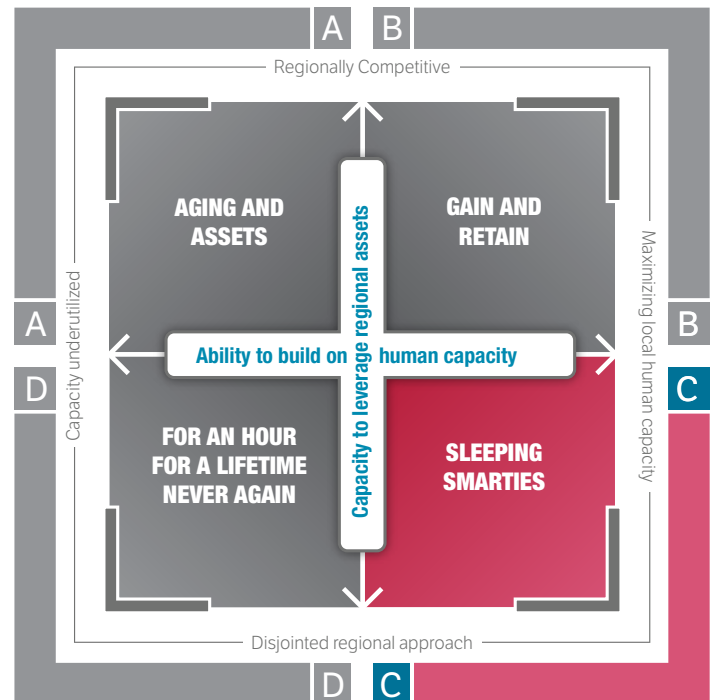 A
B
Regionally Competitive
AGING AND
ASSETS
GAIN AND
RETAIN
Capacity underutilized
Maximizing local human capacity
A
B
Ability to build on human capacity
Capacity to leverage regional assets
D
C
FOR AN HOUR
FOR A LIFETIME
NEVER AGAIN
SLEEPING
SMARTIES
Disjointed regional approach
D
C